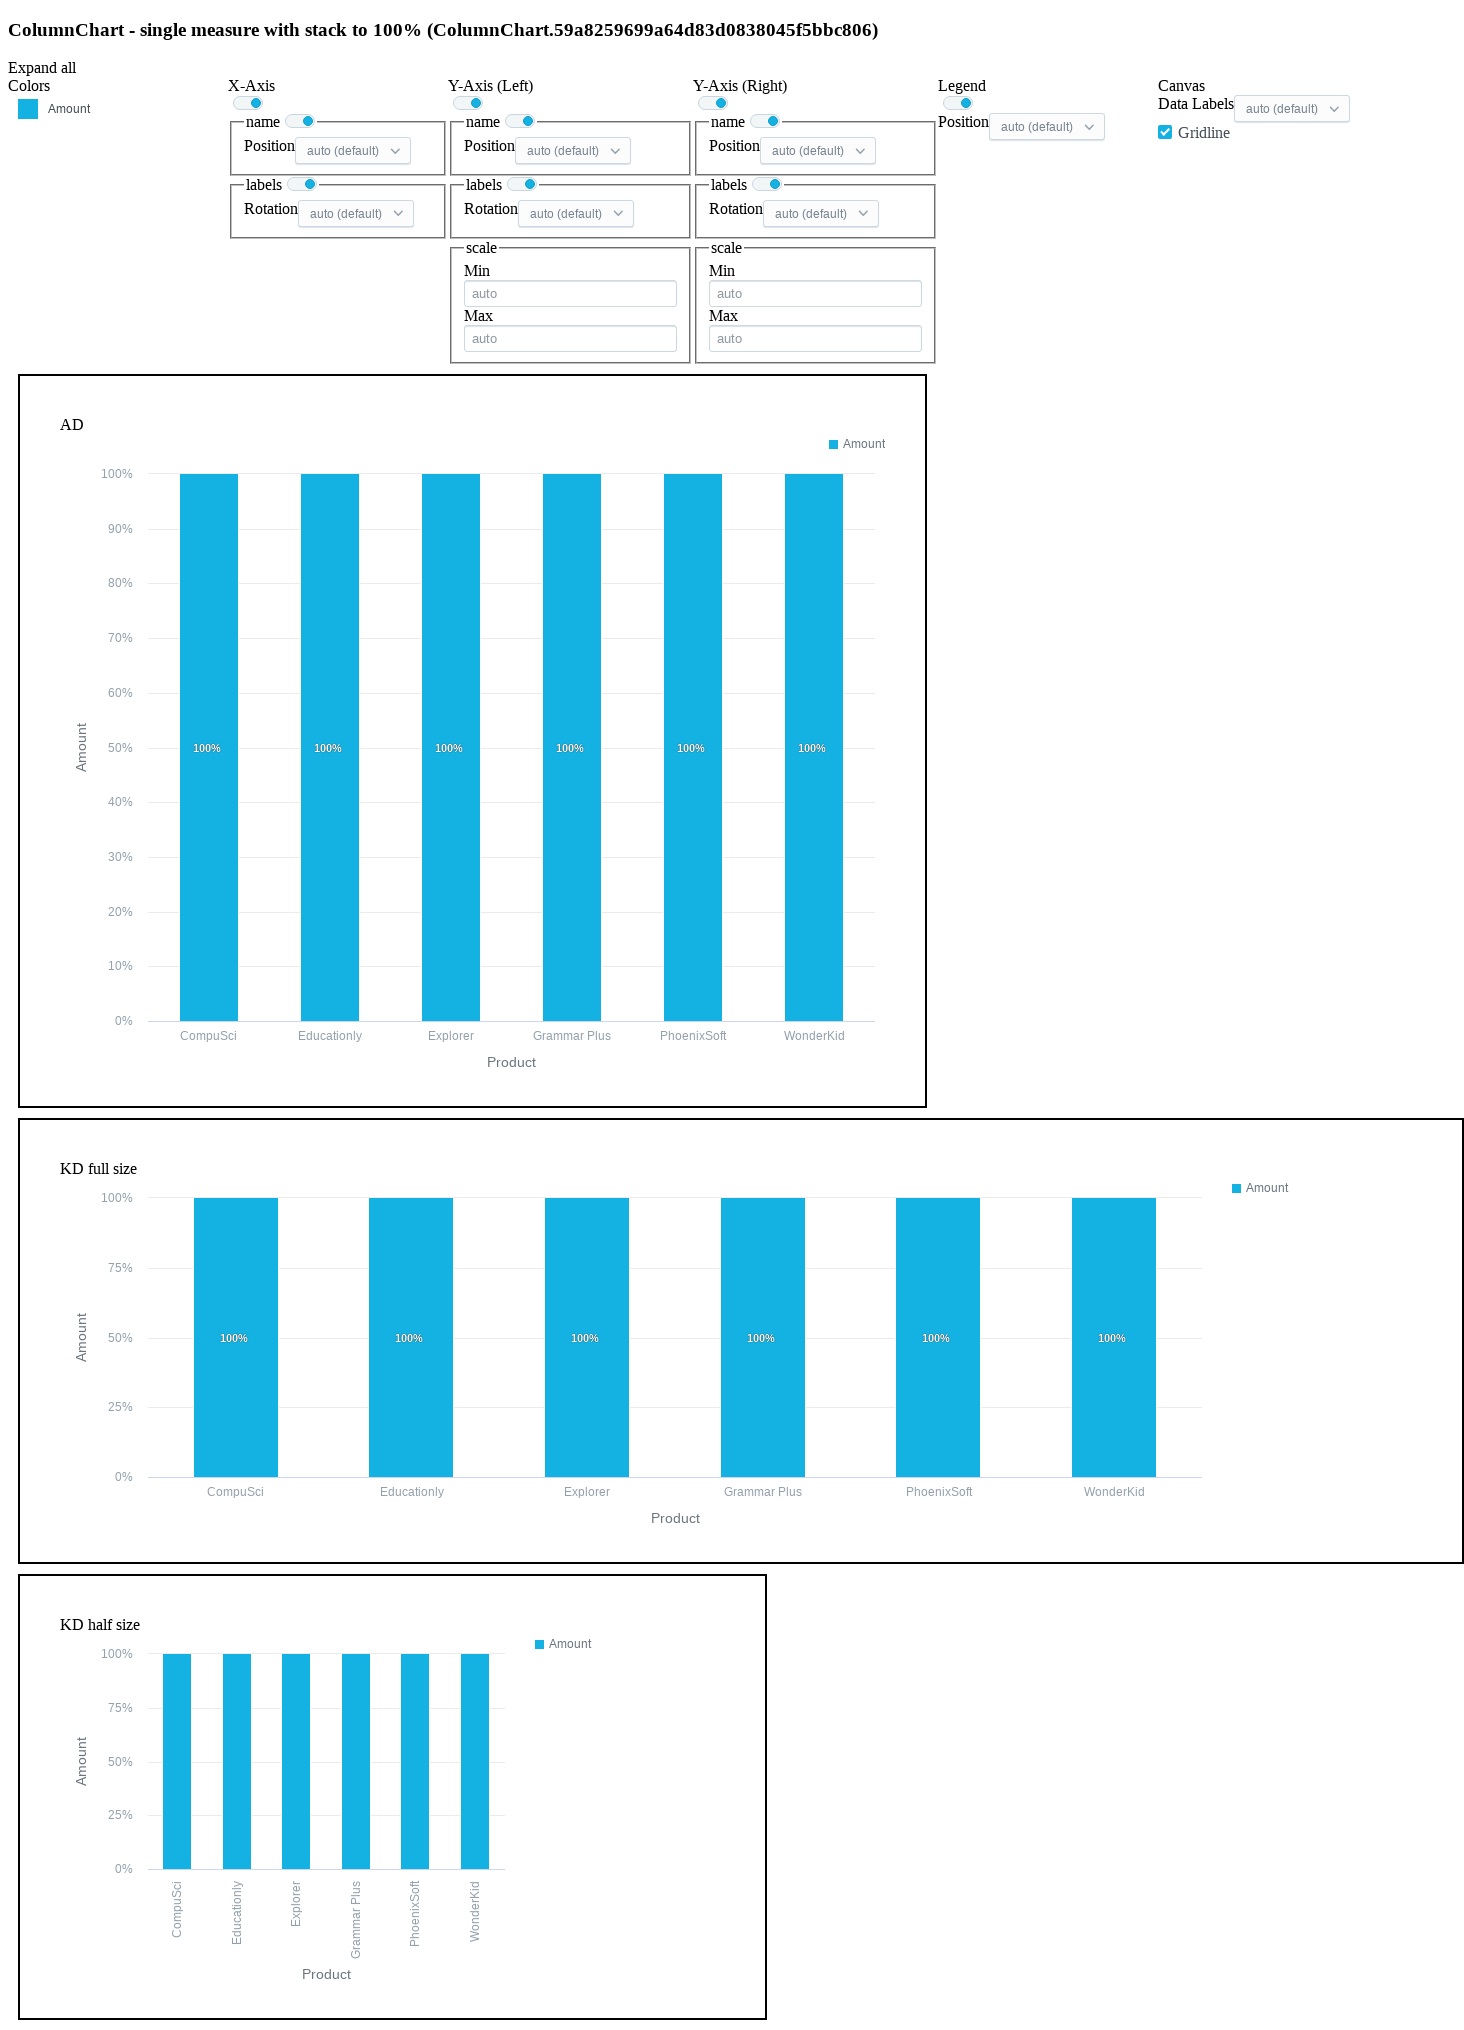 ColumnChart - single measure with stack to 100% (ColumnChart.59a8259699a64d83d0838045f5bbc806)
Expand all
Colors
Amount
X-Axis
name
Position auto (default)
labels
Rotation auto (default)
Y-Axis (Left)
name
Position auto (default)
labels
Rotation auto (default)
scale
Min
auto
Max
auto
Y-Axis (Right)
name
Position auto (default)
labels
Rotation auto (default)
scale
Min
auto
Max
auto
Legend
Position auto (default)
Canvas
Data Labels auto (default)
Gridline
AD
Amount
100%
90%
80%
70%
60%
50%
40%
30%
20%
10%
0%
Amount
100% 100% 100% 100% 100% 100%
CompuSci Educationly Explorer Grammar Plus PhoenixSoft WonderKid
Product
KD full size
Amount
100%
75%
50%
25%
0%
Amount
100% 100% 100% 100% 100% 100%
CompuSci Educationly Explorer Grammar Plus PhoenixSoft WonderKid
Product
KD half size
Amount
100%
75%
50%
25%
0%
Amount
CompuSci
Educationly
Explorer
Grammar Plus
PhoenixSoft
WonderKid
Product